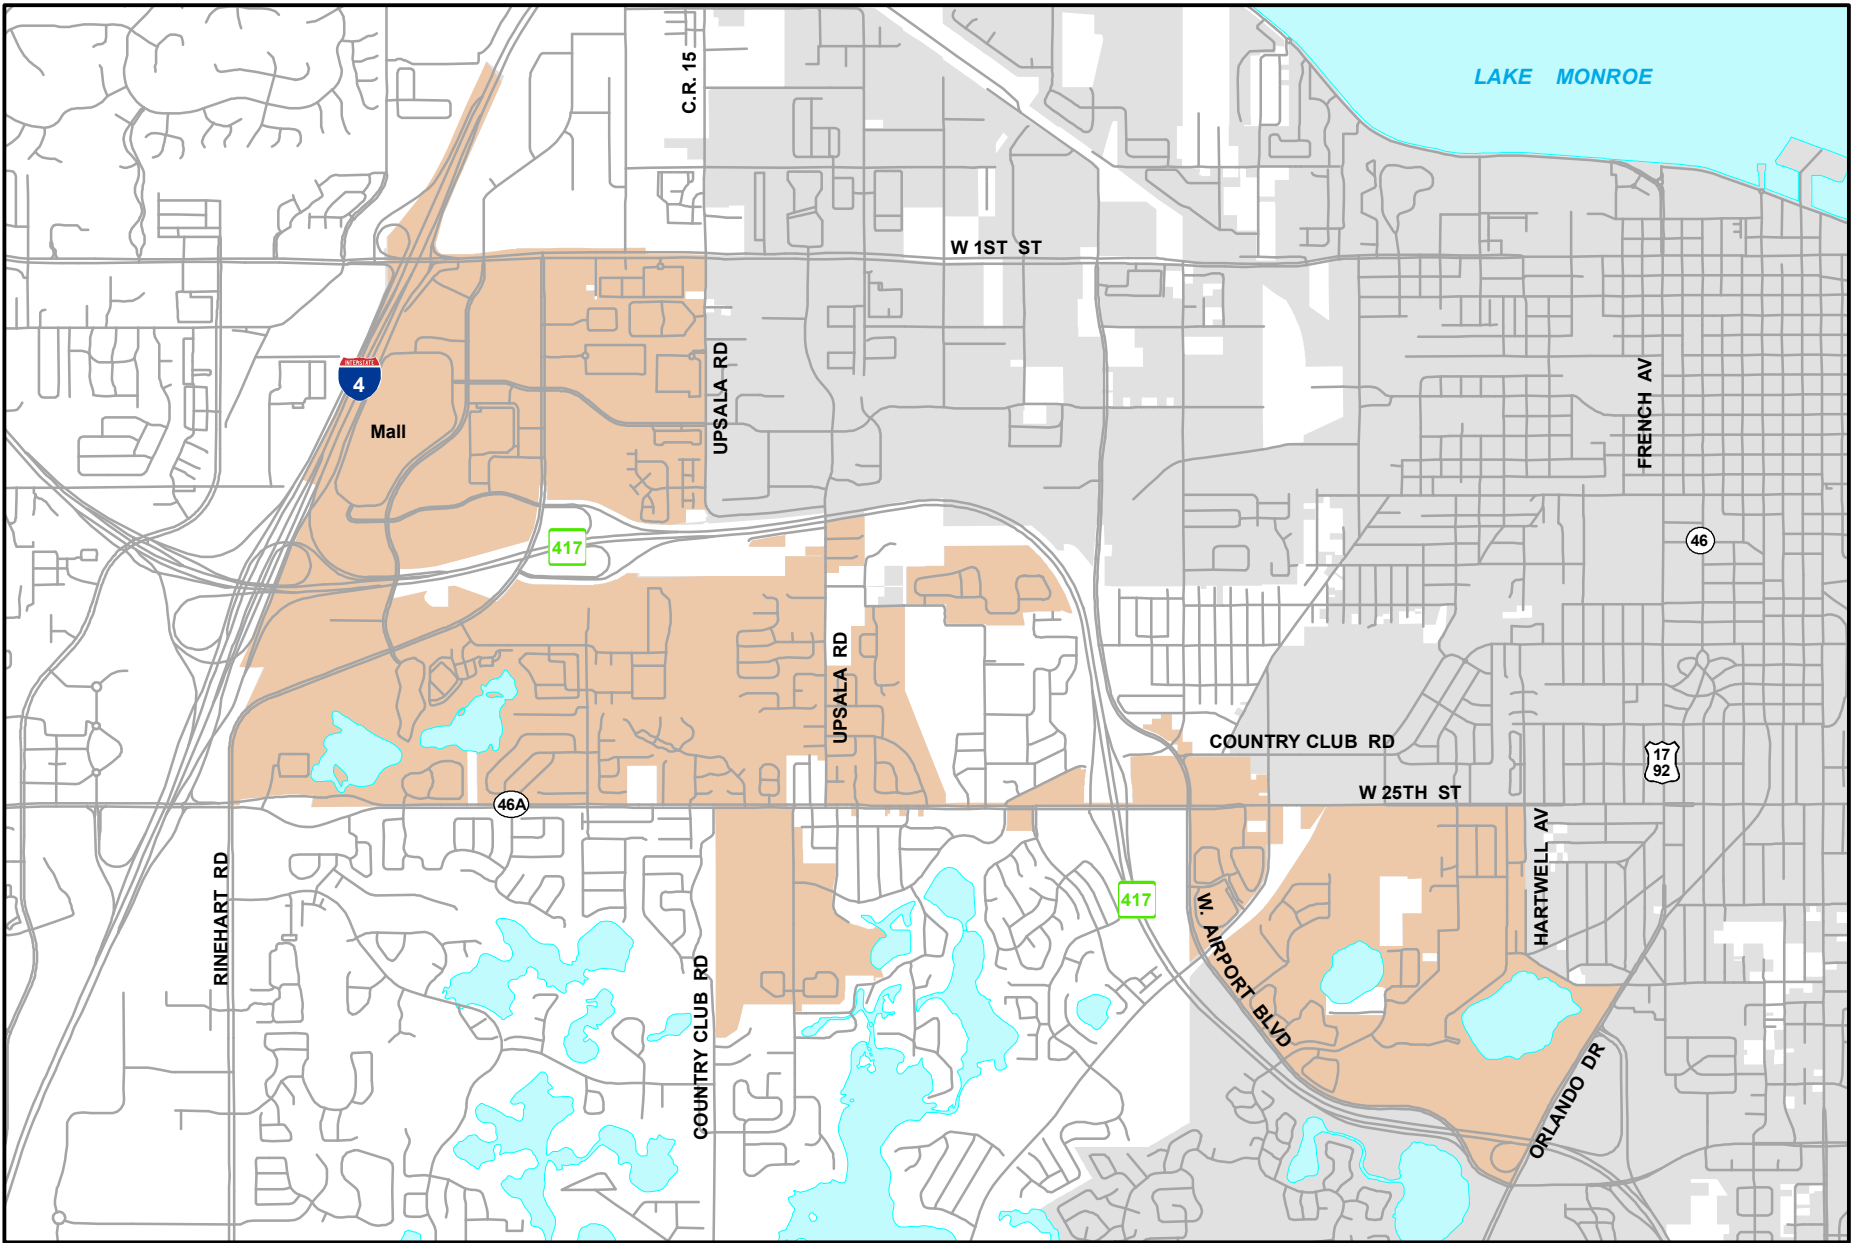 C.R. 15
LAKE MONROE
W 1ST ST
INTERSTATE
4
UPSALA RD
FRENCH AV
Mall
417
46
UPSALA RD
COUNTRY CLUB RD
17
92
W 25TH ST
46A
HARTWELL AV
RINEHART RD
417
W. AIRPORT BLVD
COUNTRY CLUB RD
ORLANDO DR